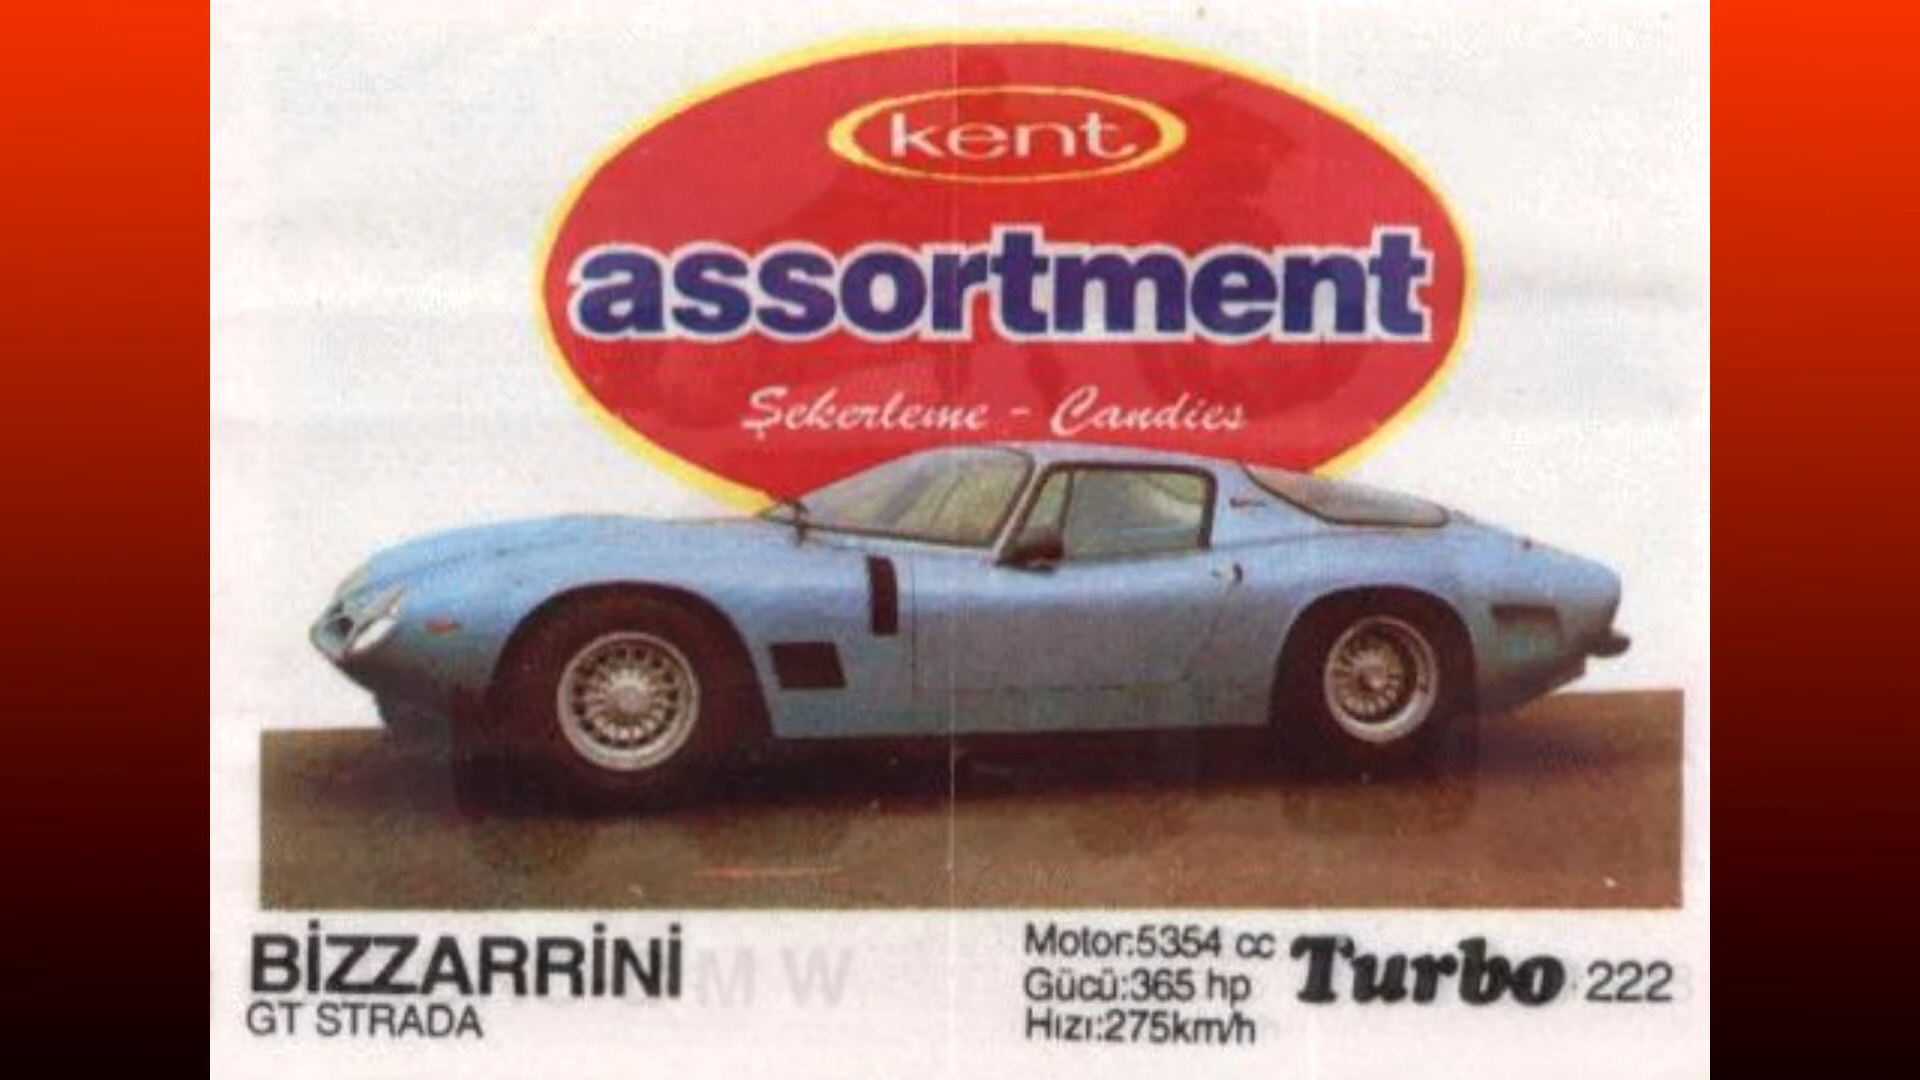 kent
assortment
Şekerleme - Candies
BİZZARRİNİ
GT STRADA
Motor:5354 cc
Gücü:365 hp
Hızı:275km/h
Turbo 222